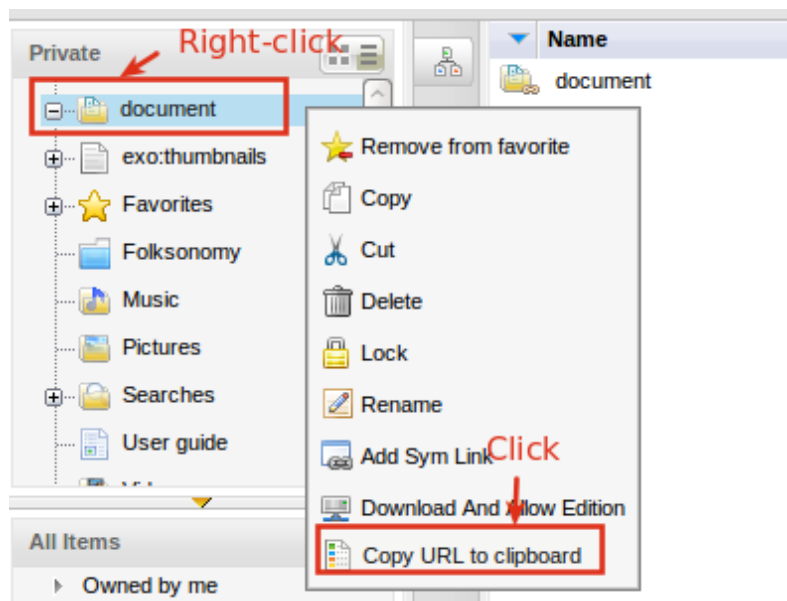 Private
Right-click
document
exo:thumbnails
Favorites
Folksonomy
Music
Pictures
Searches
User guide
All Items
Owned by me
Name
document
Remove from favorite
Copy
Cut
Delete
Lock
Rename
Add Sym Link
Click
Download And Allow Edition
Copy URL to clipboard